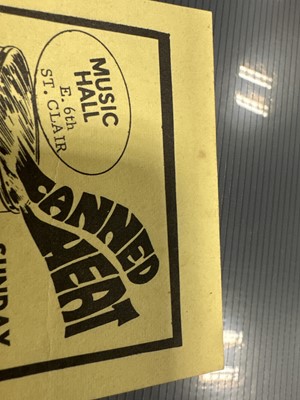 MUSIC
HALL
E. 6th
ST. CLAIR
CANNED
HEAT
SUNDAY